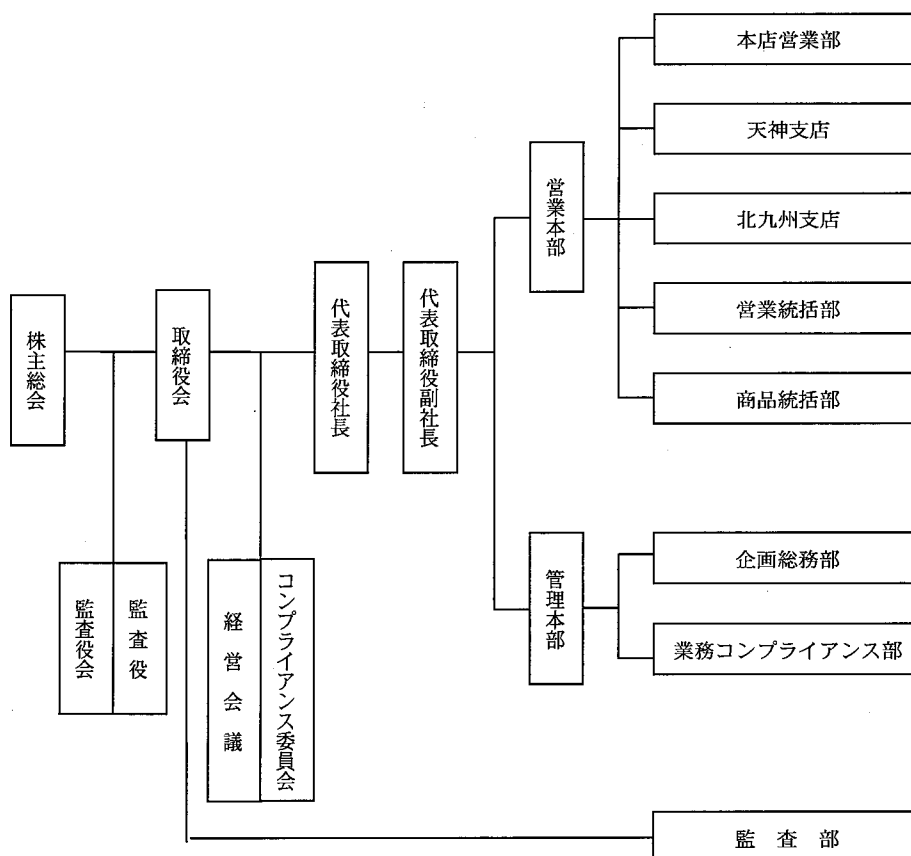 株主総会
監査役会
監査役
取締役会
経営会議
コンプライアンス委員会
代表取締役社長
代表取締役副社長
営業本部
本店営業部
天神支店
北九州支店
営業統括部
商品統括部
管理本部
企画総務部
業務コンプライアンス部
監査部